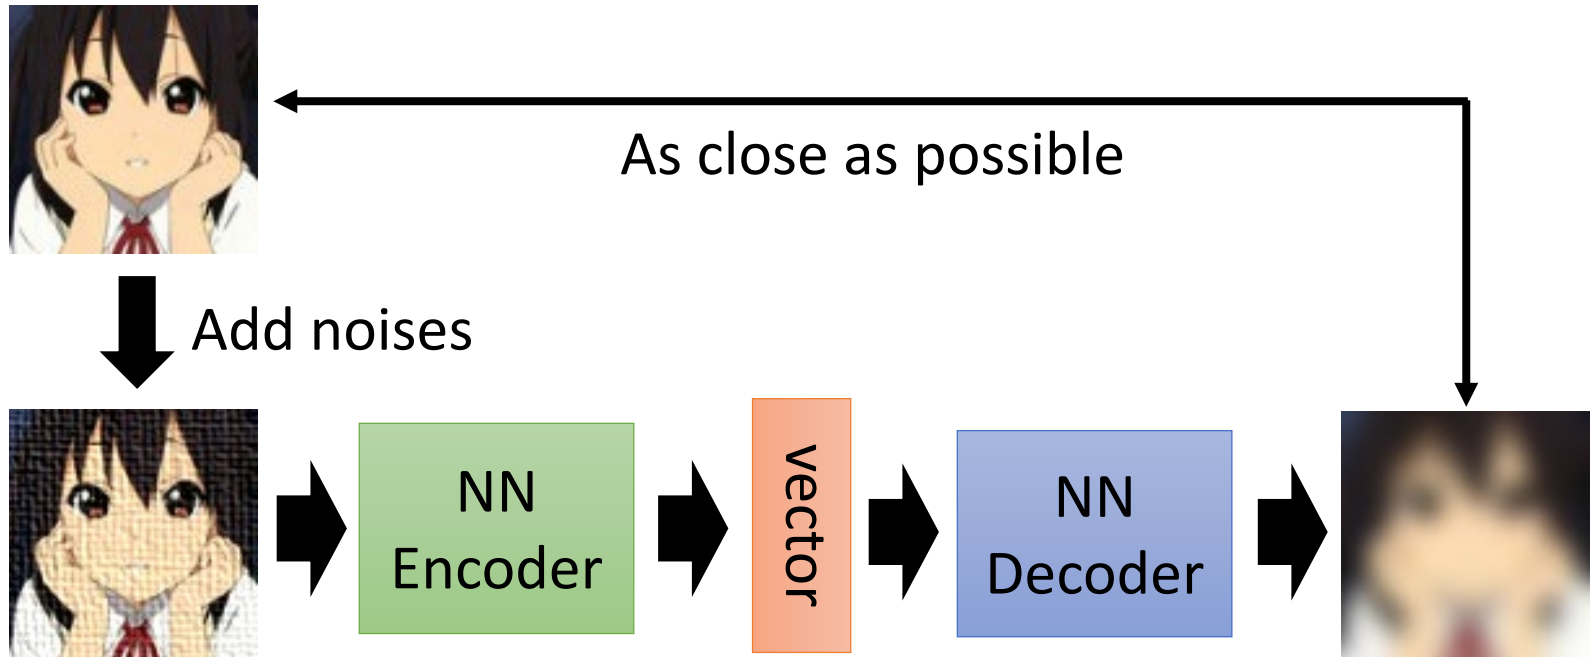 As close as possible
Add noises
NN
Encoder
vector
NN
Decoder